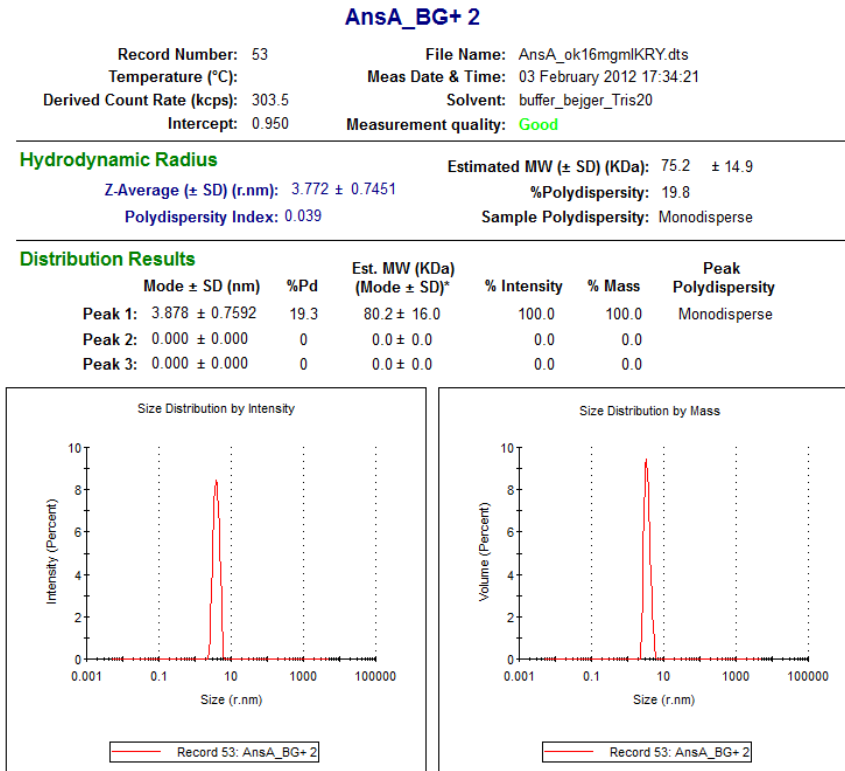 AnsA_BG+ 2
Record Number: 53 File Name: AnsA_ok16mgmlKRY.dts
Temperature (°C): Meas Date & Time: 03 February 2012 17:34:21
Derived Count Rate (kcps): 303.5 Solvent: buffer_bejger_Tris20
Intercept: 0.950 Measurement quality: Good
Hydrodynamic Radius Estimated MW (± SD) (KDa): 75.2 ± 14.9
Z-Average (± SD) (r.nm): 3.772 ± 0.7451 %Polydispersity: 19.8
Polydispersity Index: 0.039 Sample Polydispersity: Monodisperse
Distribution Results
Mode ± SD (nm) %Pd Est. MW (KDa) (Mode ± SD)* % Intensity % Mass Peak Polydispersity
Peak 1: 3.878 ± 0.7592 19.3 80.2 ± 16.0 100.0 100.0 Monodisperse
Peak 2: 0.000 ± 0.000 0 0.0 ± 0.0 0.0 0.0
Peak 3: 0.000 ± 0.000 0 0.0 ± 0.0 0.0 0.0
Size Distribution by Intensity
Intensity (Percent)
10
8
6
4
2
0
0.001 0.1 10 1000 100000
Size (r.nm)
Record 53: AnsA_BG+ 2
Size Distribution by Mass
Volume (Percent)
10
8
6
4
2
0
0.001 0.1 10 1000 100000
Size (r.nm)
Record 53: AnsA_BG+ 2